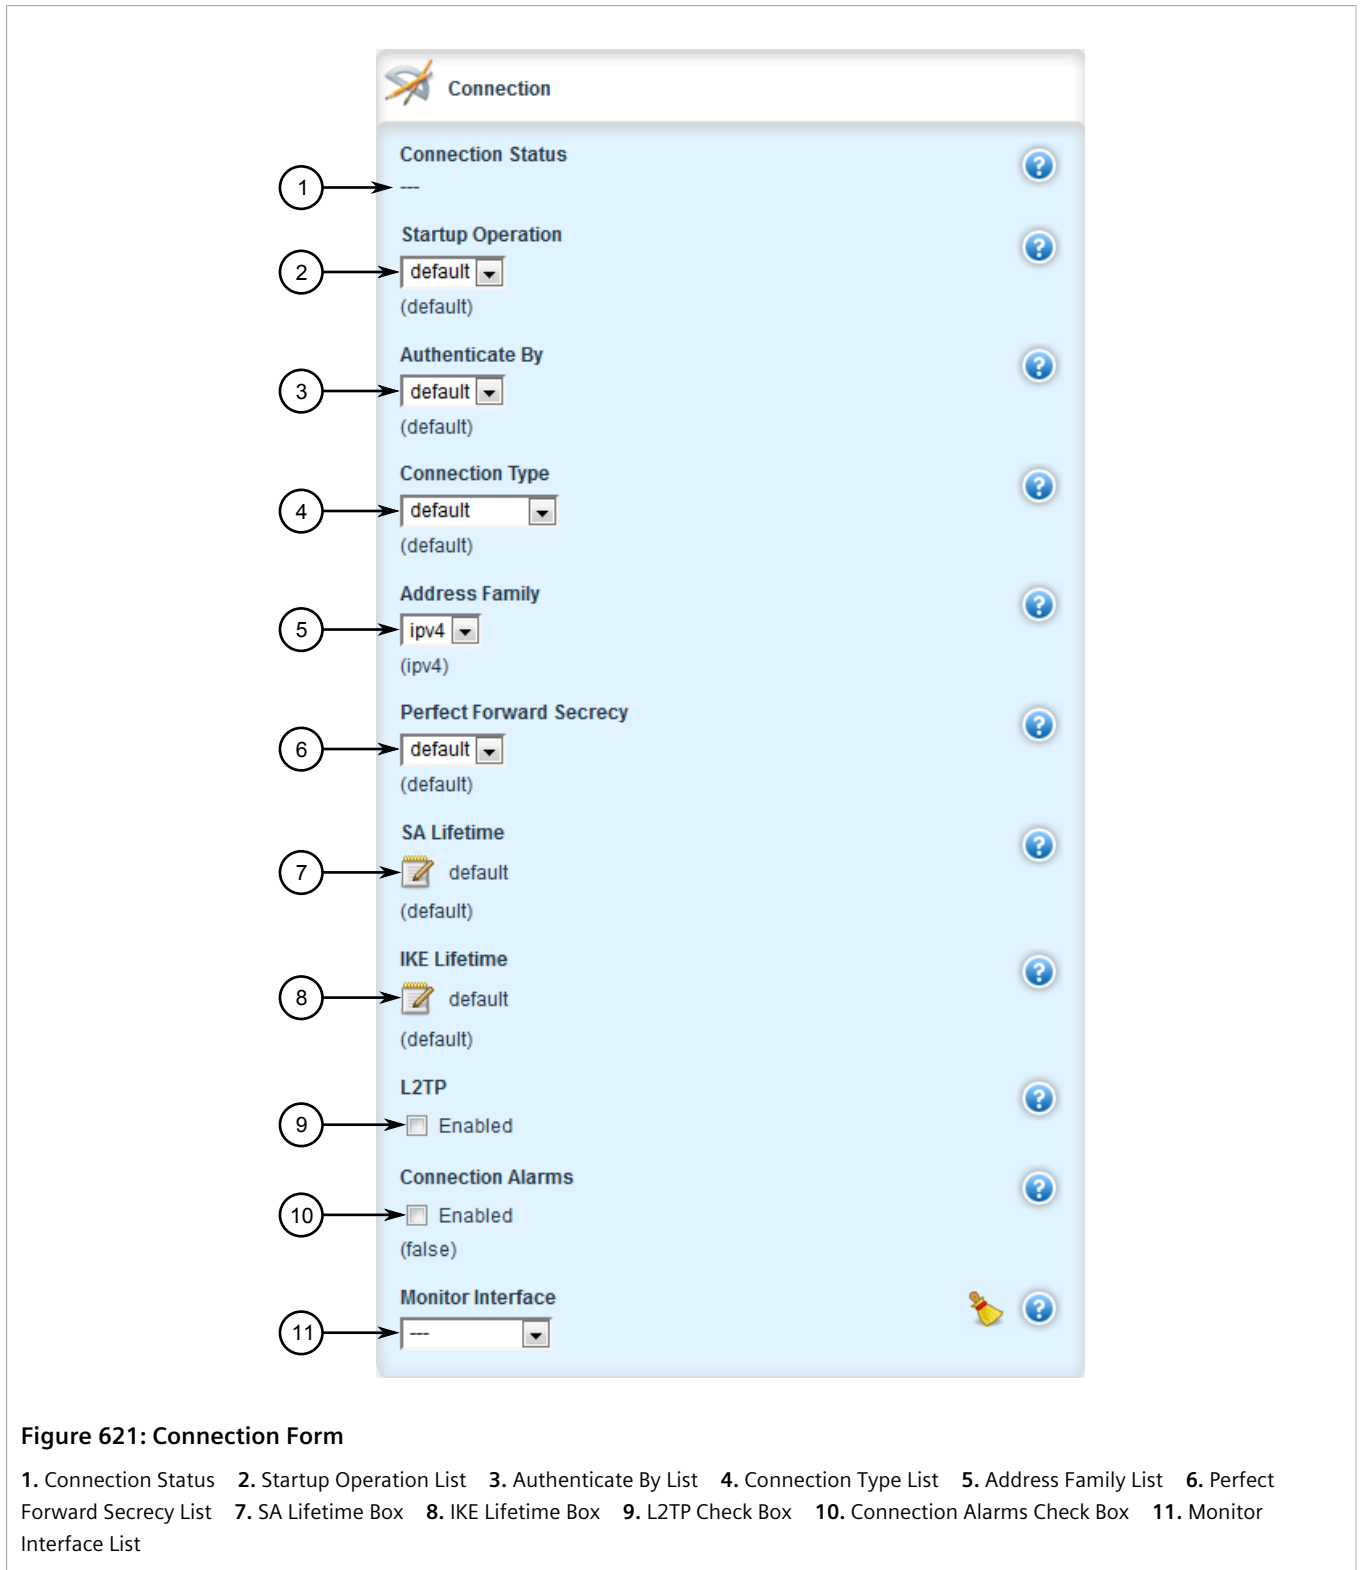 Connection
Connection Status
1 ---
Startup Operation
2 default
(default)
Authenticate By
3 default
(default)
Connection Type
4 default
(default)
Address Family
5 ipv4
(ipv4)
Perfect Forward Secrecy
6 default
(default)
SA Lifetime
7 default
(default)
IKE Lifetime
8 default
(default)
L2TP
9 Enabled
Connection Alarms
10 Enabled
(false)
Monitor Interface
11 ---
Figure 621: Connection Form
1. Connection Status 2. Startup Operation List 3. Authenticate By List 4. Connection Type List 5. Address Family List 6. Perfect
Forward Secrecy List 7. SA Lifetime Box 8. IKE Lifetime Box 9. L2TP Check Box 10. Connection Alarms Check Box 11. Monitor
Interface List